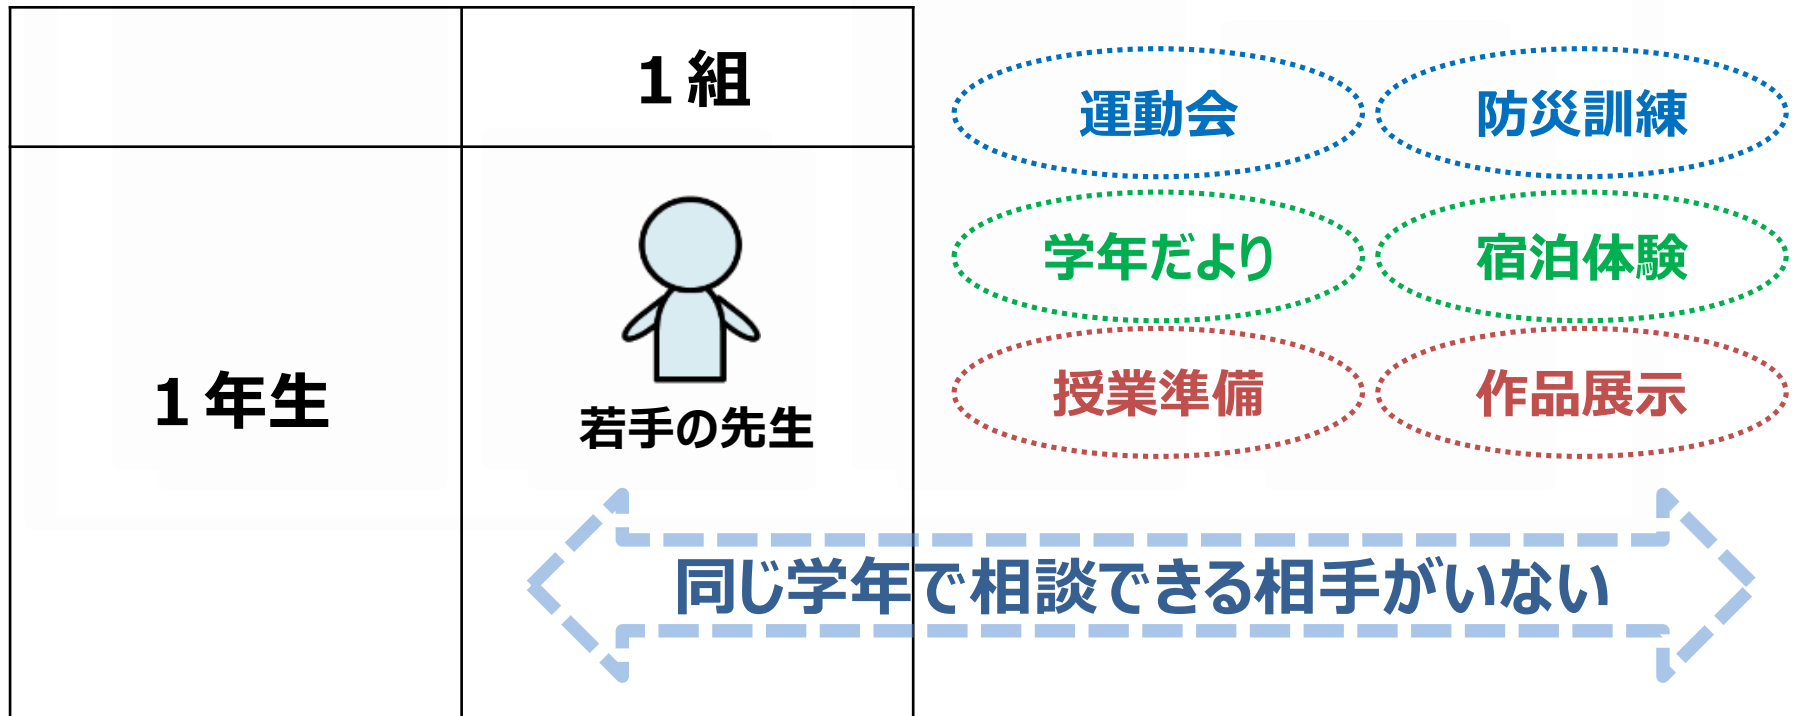 １組
運動会
防災訓練
学年だより
宿泊体験
授業準備
作品展示
１年生
若手の先生
同じ学年で相談できる相手がいない